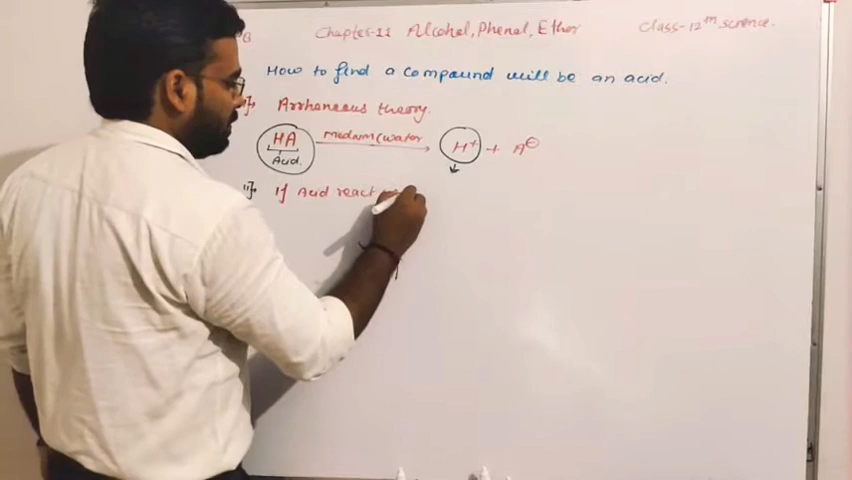 Chapter-11 Alcohol, Phenol, Ether Class-12th science.
How to find a compound will be an acid.
Arrheneous theory.
HA medium(water H+ + A⊖
Acid.
If Acid react